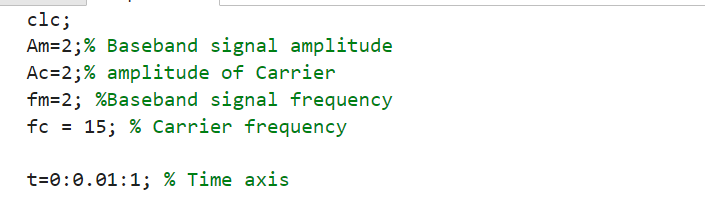 clc;
Am=2;% Baseband signal amplitude
Ac=2;% amplitude of Carrier
fm=2; %Baseband signal frequency
fc = 15; % Carrier frequency
t=0:0.01:1; % Time axis